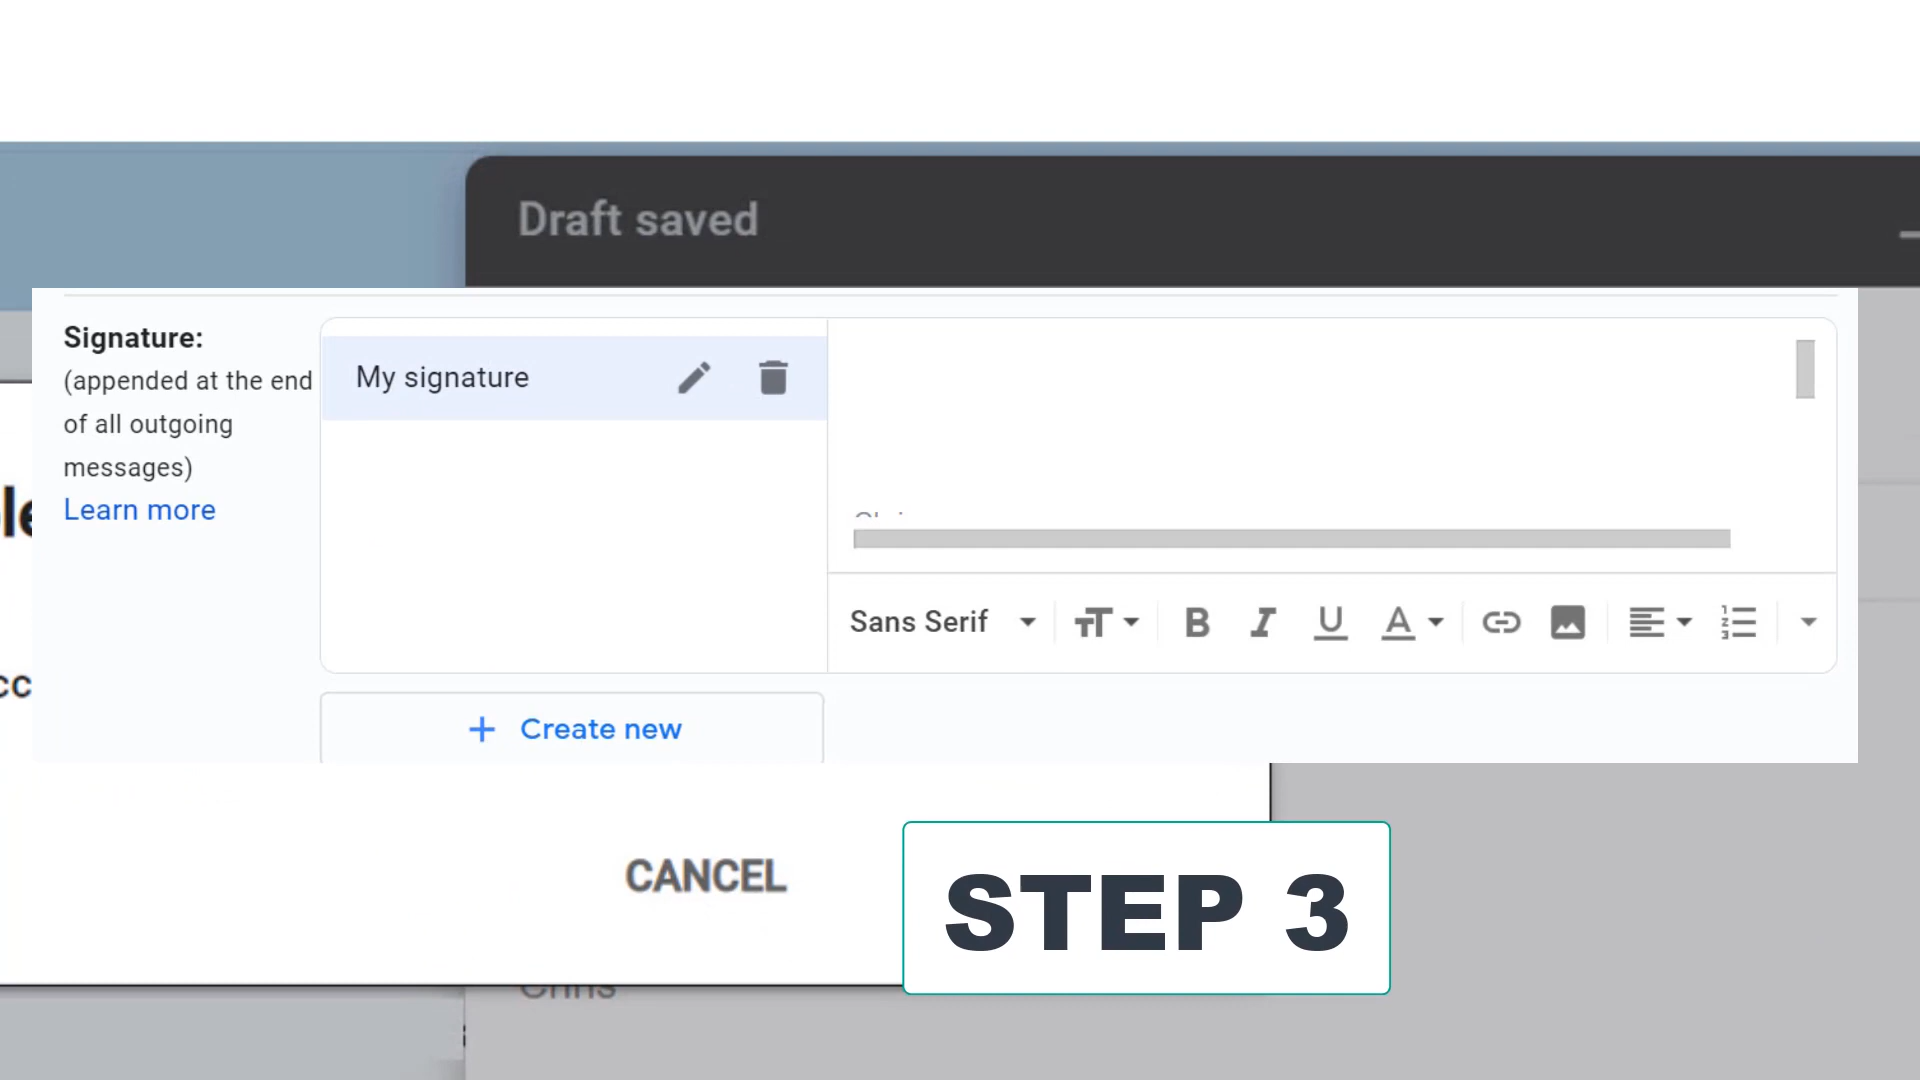 Draft saved
Signature:
(appended at the end
of all outgoing
messages)
Learn more
My signature
Sans Serif
Create new
CANCEL
STEP 3
Chris